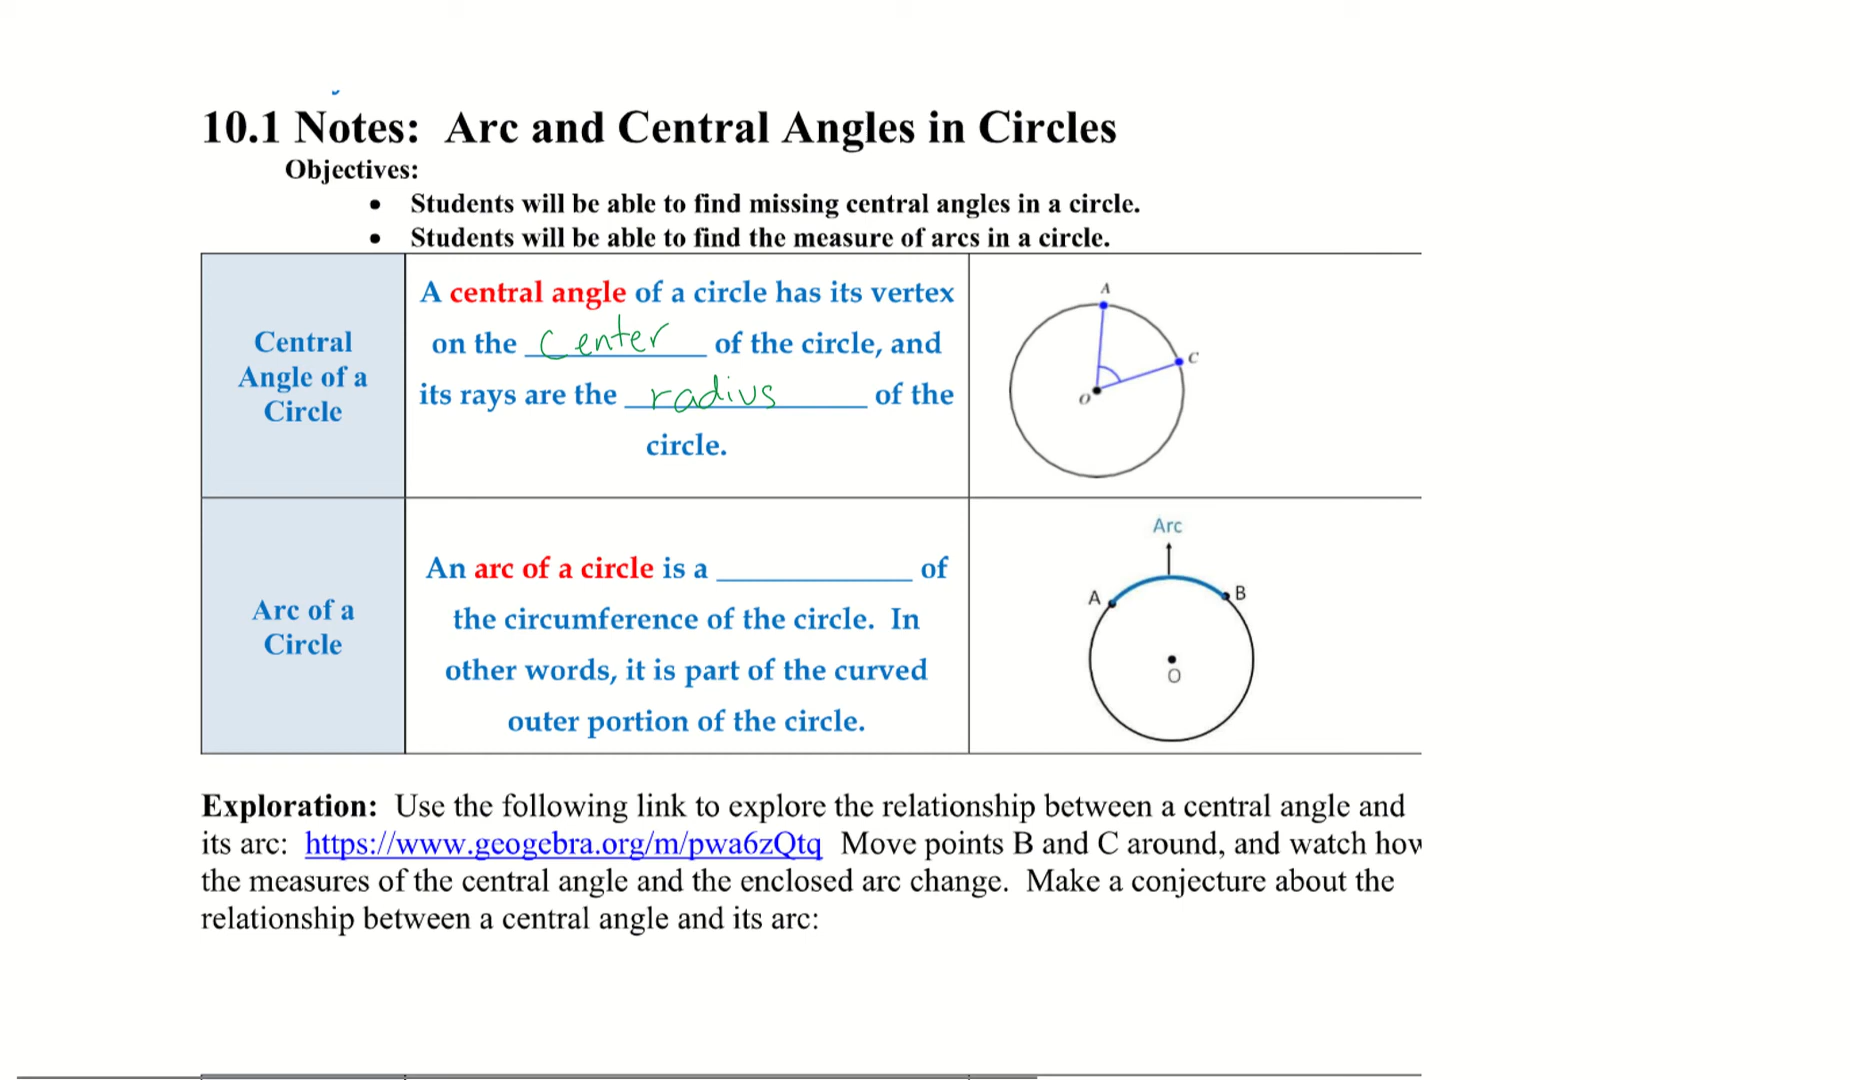 10.1 Notes: Arc and Central Angles in Circles
Objectives:
• Students will be able to find missing central angles in a circle.
• Students will be able to find the measure of arcs in a circle.
Central
Angle of a
Circle
A central angle of a circle has its vertex
on the center of the circle, and
its rays are the radius of the
circle.
A
C
O
Arc of a
Circle
An arc of a circle is a ____________ of
the circumference of the circle. In
other words, it is part of the curved
outer portion of the circle.
Arc
A
B
O
Exploration: Use the following link to explore the relationship between a central angle and
its arc: https://www.geogebra.org/m/pwa6zQtq Move points B and C around, and watch how
the measures of the central angle and the enclosed arc change. Make a conjecture about the
relationship between a central angle and its arc: